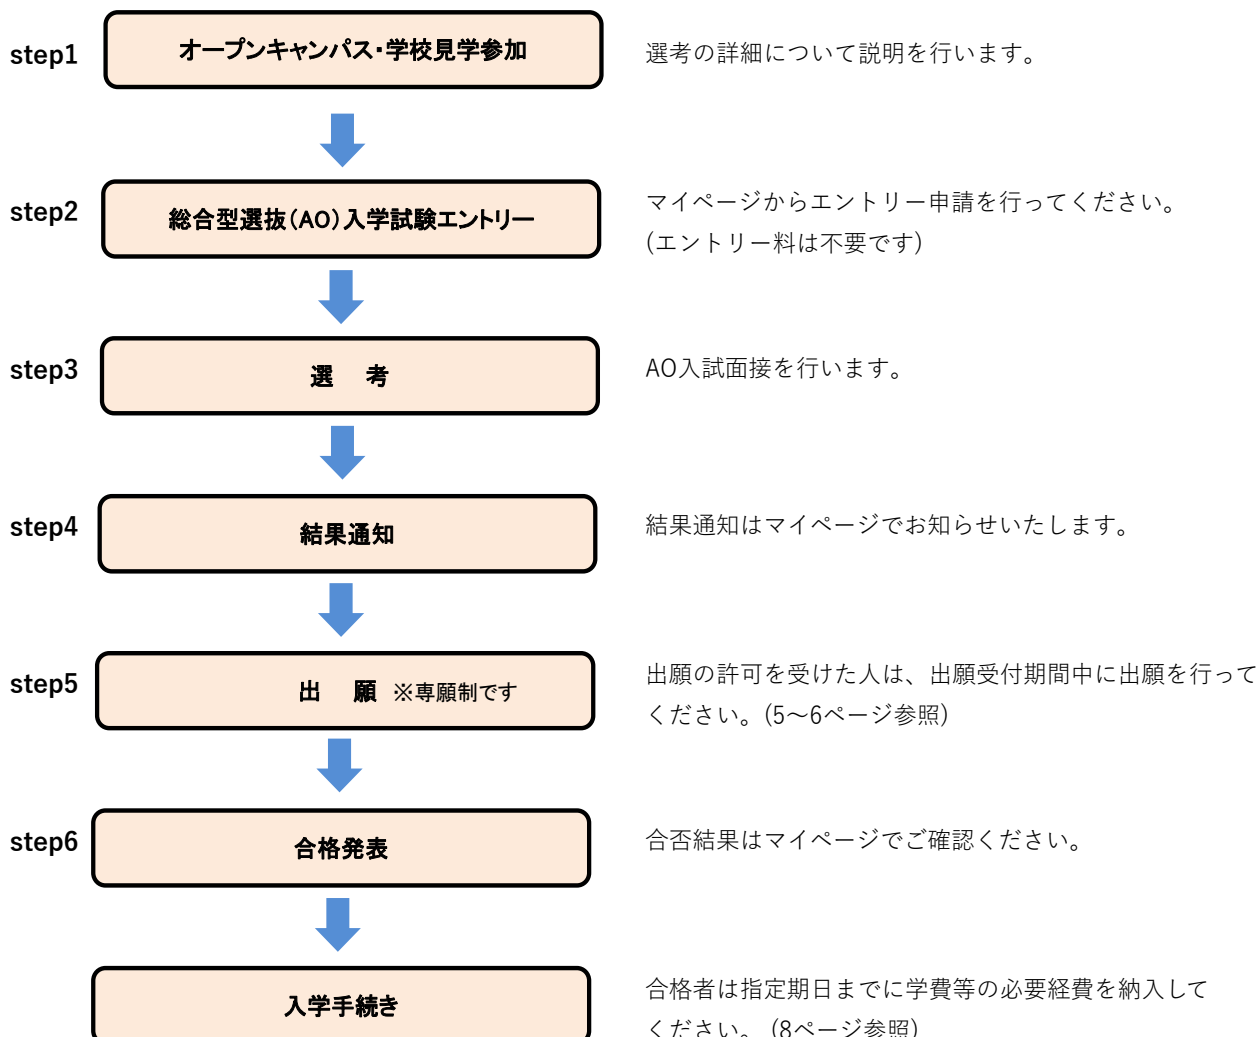 step1
オープンキャンパス・学校見学参加
選考の詳細について説明を行います。
step2
総合型選抜(AO)入学試験エントリー
マイページからエントリー申請を行ってください。
(エントリー料は不要です)
step3
選　考
AO入試面接を行います。
step4
結果通知
結果通知はマイページでお知らせいたします。
step5
出　願 ※専願制です
出願の許可を受けた人は、出願受付期間中に出願を行って
ください。(5～6ページ参照)
step6
合格発表
合否結果はマイページでご確認ください。
入学手続き
合格者は指定期日までに学費等の必要経費を納入して
ください。 (8ページ参照)